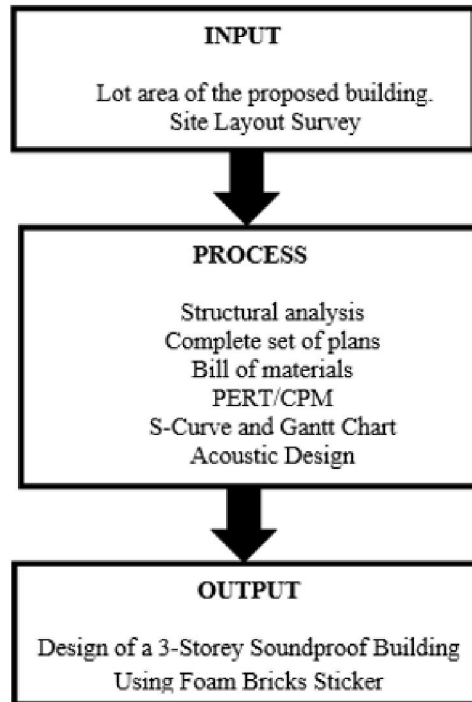 INPUT
Lot area of the proposed building.
Site Layout Survey
PROCESS
Structural analysis
Complete set of plans
Bill of materials
PERT/CPM
S-Curve and Gantt Chart
Acoustic Design
OUTPUT
Design of a 3-Storey Soundproof Building
Using Foam Bricks Sticker